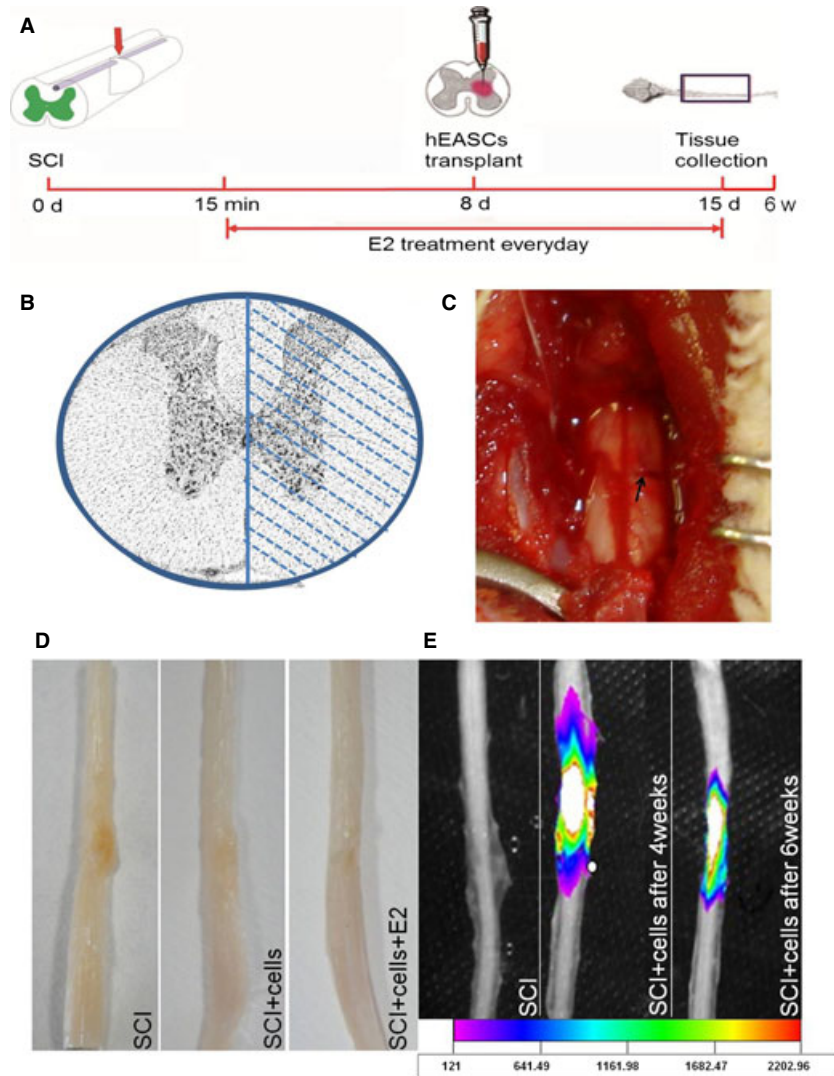 A
SCI
hEASCs
transplant
Tissue
collection
0 d
15 min
8 d
15 d
6 w
E2 treatment everyday
B
C
D
E
SCI
SCI+cells
SCI+cells+E2
SCI
SCI+cells after 4weeks
SCI+cells after 6weeks
121
641.49
1161.98
1682.47
2202.96